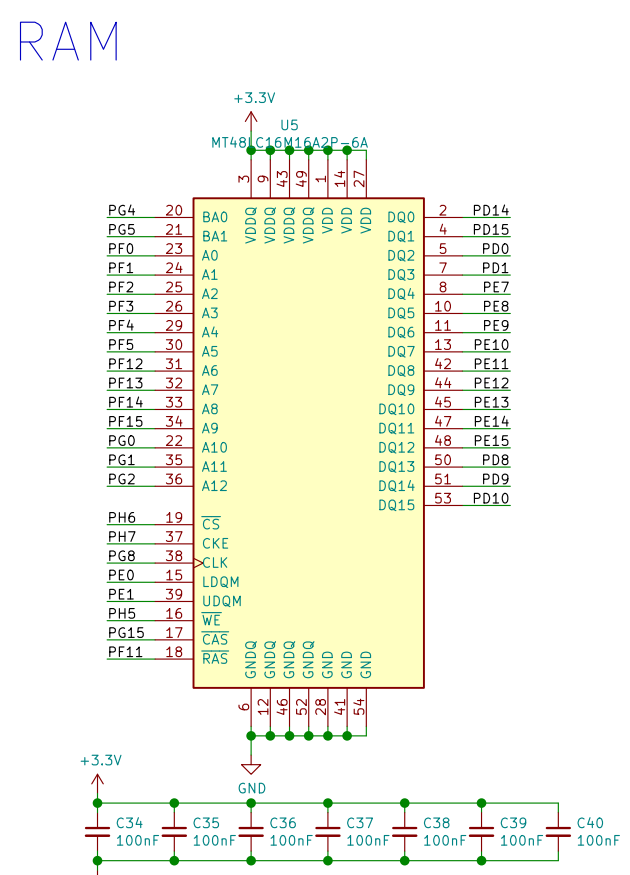 RAM
+3.3V
U5
MT48LC16M16A2P-6A
3 9 43 49 1 14 27
VDDQ VDDQ VDDQ VDDQ VDD VDD VDD
PG4 20 BA0 DQ0 2 PD14
PG5 21 BA1 DQ1 4 PD15
PF0 23 A0 DQ2 5 PD0
PF1 24 A1 DQ3 7 PD1
PF2 25 A2 DQ4 8 PE7
PF3 26 A3 DQ5 10 PE8
PF4 29 A4 DQ6 11 PE9
PF5 30 A5 DQ7 13 PE10
PF12 31 A6 DQ8 42 PE11
PF13 32 A7 DQ9 44 PE12
PF14 33 A8 DQ10 45 PE13
PF15 34 A9 DQ11 47 PE14
PG0 22 A10 DQ12 48 PE15
PG1 35 A11 DQ13 50 PD8
PG2 36 A12 DQ14 51 PD9
DQ15 53 PD10
PH6 19 CS
PH7 37 CKE
PG8 38 CLK
PE0 15 LDQM
PE1 39 UDQM
PH5 16 WE
PG15 17 CAS
PF11 18 RAS
GNDQ GNDQ GNDQ GNDQ GND GND GND
6 12 46 52 28 41 54
GND
+3.3V
C34 C35 C36 C37 C38 C39 C40
100nF 100nF 100nF 100nF 100nF 100nF 100nF